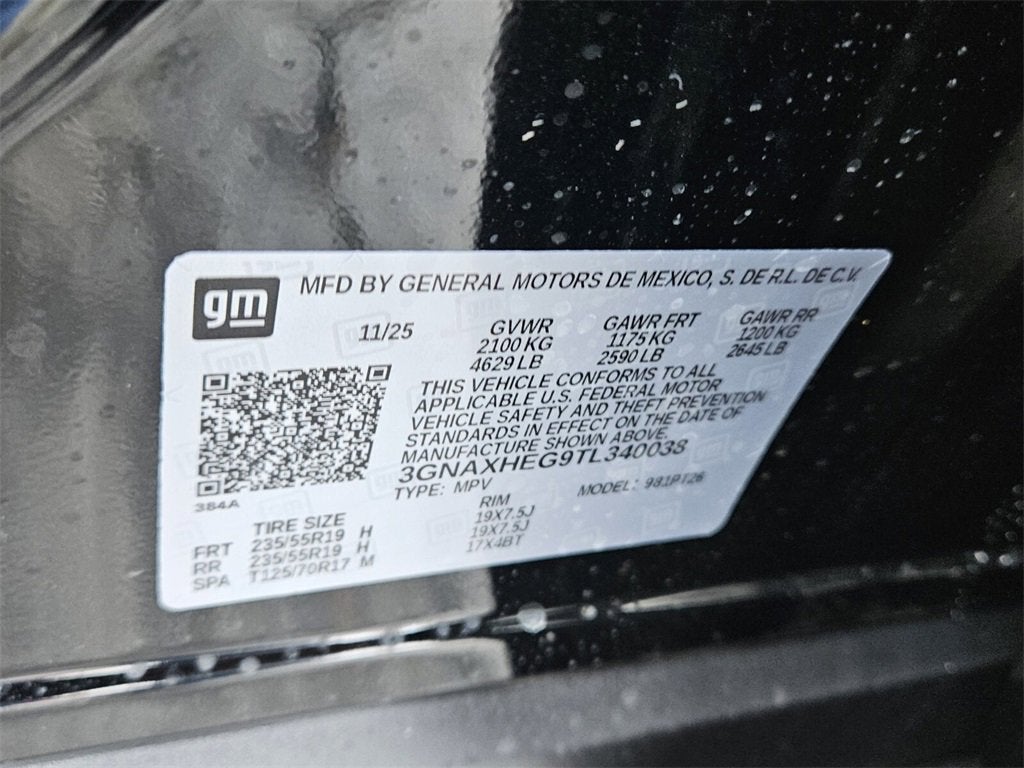 gm
MFD BY GENERAL MOTORS DE MEXICO, S. DE R.L. DE C.V.
11/25 GVWR GAWR FRT GAWR RR
2100 KG 1175 KG 1200 KG
4629 LB 2590 LB 2645 LB
THIS VEHICLE CONFORMS TO ALL
APPLICABLE U.S. FEDERAL MOTOR
VEHICLE SAFETY AND THEFT PREVENTION
STANDARDS IN EFFECT ON THE DATE OF
MANUFACTURE SHOWN ABOVE.
3GNAXHEG9TL340038
TYPE: MPV MODEL: 981PT26
384A
TIRE SIZE RIM
FRT 235/55R19 H 19X7.5J
RR 235/55R19 H 19X7.5J
SPA T125/70R17 M 17X4BT